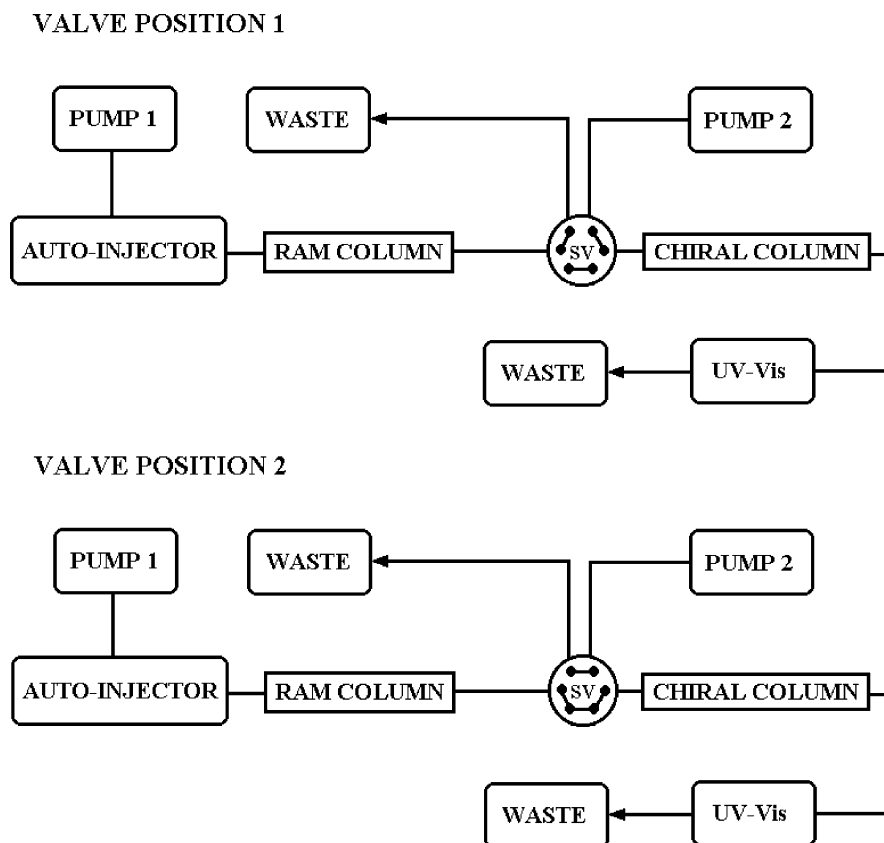 VALVE POSITION 1
PUMP 1
WASTE
PUMP 2
AUTO-INJECTOR
RAM COLUMN
SV
CHIRAL COLUMN
WASTE
UV-Vis
VALVE POSITION 2
PUMP 1
WASTE
PUMP 2
AUTO-INJECTOR
RAM COLUMN
SV
CHIRAL COLUMN
WASTE
UV-Vis